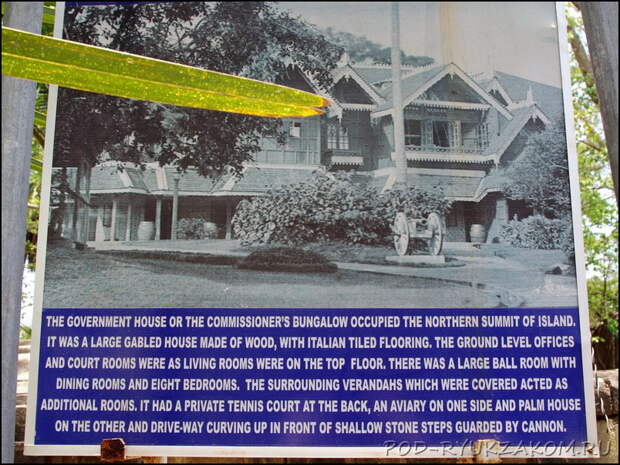 THE GOVERNMENT HOUSE OR THE COMMISSIONER'S BUNGALOW OCCUPIED THE NORTHERN SUMMIT OF ISLAND.
IT WAS A LARGE GABLED HOUSE MADE OF WOOD, WITH ITALIAN TILED FLOORING. THE GROUND LEVEL OFFICES
AND COURT ROOMS WERE AS LIVING ROOMS WERE ON THE TOP FLOOR. THERE WAS A LARGE BALL ROOM WITH
DINING ROOMS AND EIGHT BEDROOMS. THE SURROUNDING VERANDAHS WHICH WERE COVERED ACTED AS
ADDITIONAL ROOMS. IT HAD A PRIVATE TENNIS COURT AT THE BACK, AN AVIARY ON ONE SIDE AND PALM HOUSE
ON THE OTHER AND DRIVE-WAY CURVING UP IN FRONT OF SHALLOW STONE STEPS GUARDED BY CANNON.
POD-RYUKZAKOM.RU